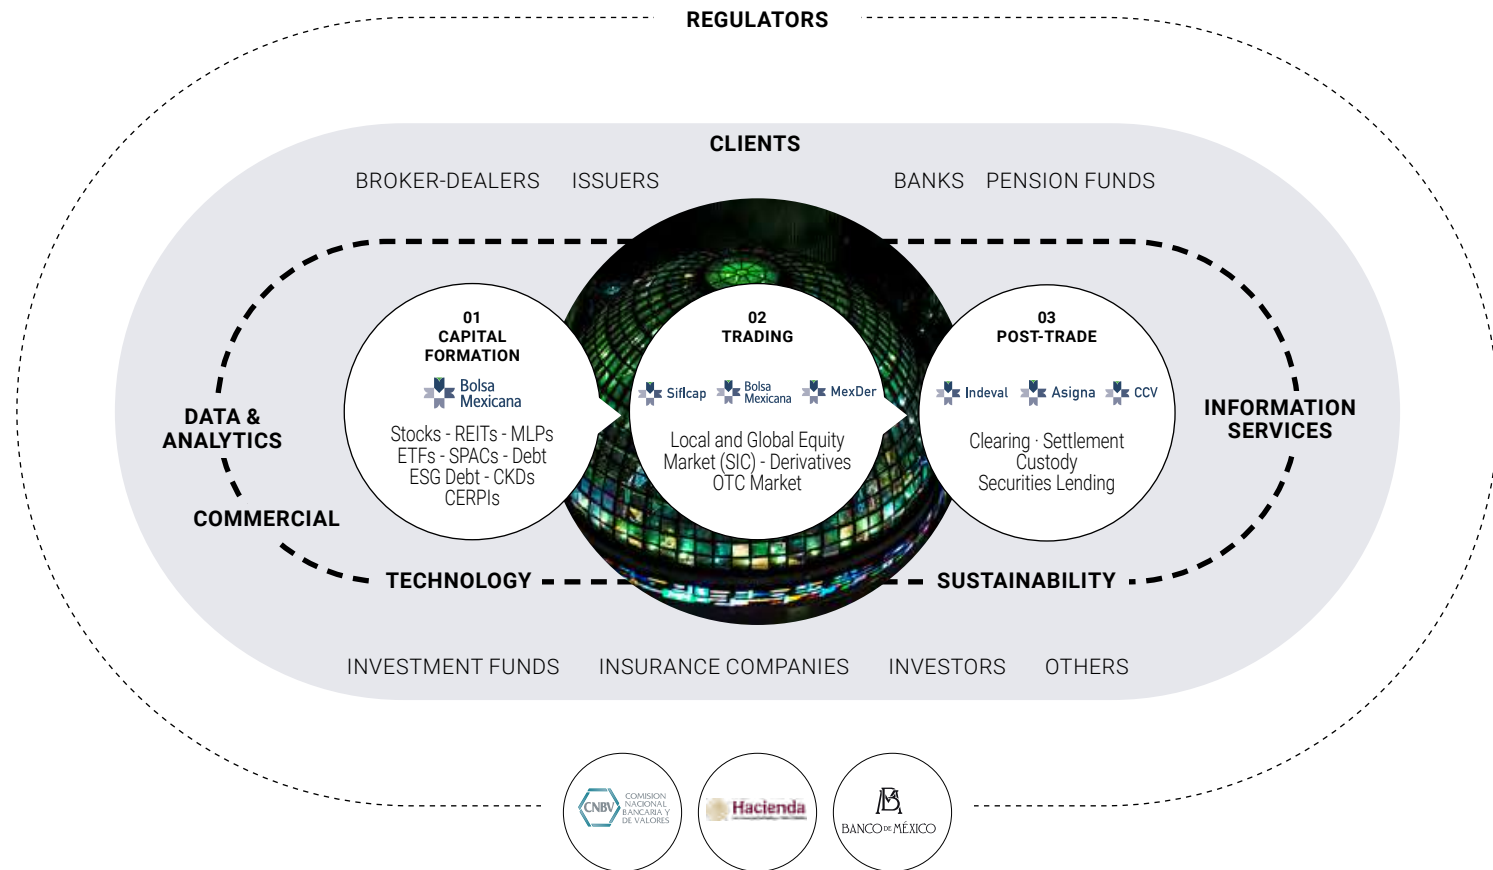 REGULATORS
CLIENTS
BROKER-DEALERS ISSUERS BANKS PENSION FUNDS
01
CAPITAL
FORMATION
Bolsa
Mexicana
Stocks - REITs - MLPs
ETFs - SPACs - Debt
ESG Debt - CKDs
CERPIs
02
TRADING
SifIcap
Bolsa
Mexicana
MexDer
Local and Global Equity
Market (SIC) - Derivatives
OTC Market
03
POST-TRADE
Indeval
Asigna
CCV
Clearing · Settlement
Custody
Securities Lending
DATA &
ANALYTICS
COMMERCIAL
TECHNOLOGY
SUSTAINABILITY
INFORMATION
SERVICES
INVESTMENT FUNDS INSURANCE COMPANIES INVESTORS OTHERS
CNBV
COMISION
NACIONAL
BANCARIA Y
DE VALORES
Hacienda
BM
BANCO DE MÉXICO